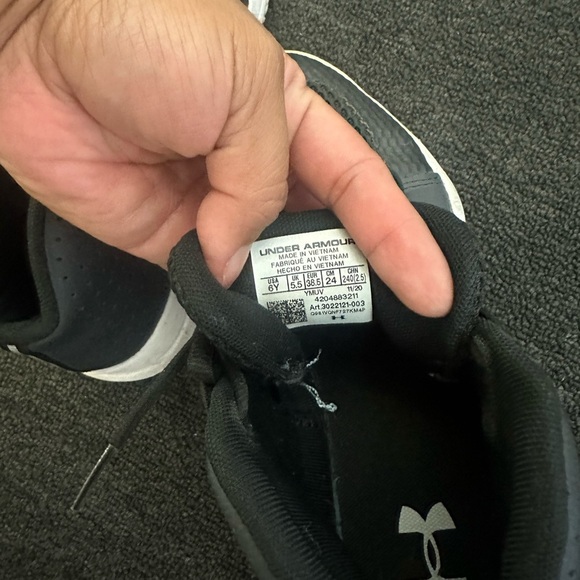 UNDER ARMOUR
MADE IN VIETNAM
FABRIQUÉ AU VIETNAM
HECHO EN VIETNAM
USA UK EUR CM CHN
6Y 5.5 38.5 24 240(2.5)
YMUV 11/20
4204883211
Art.3022121-003